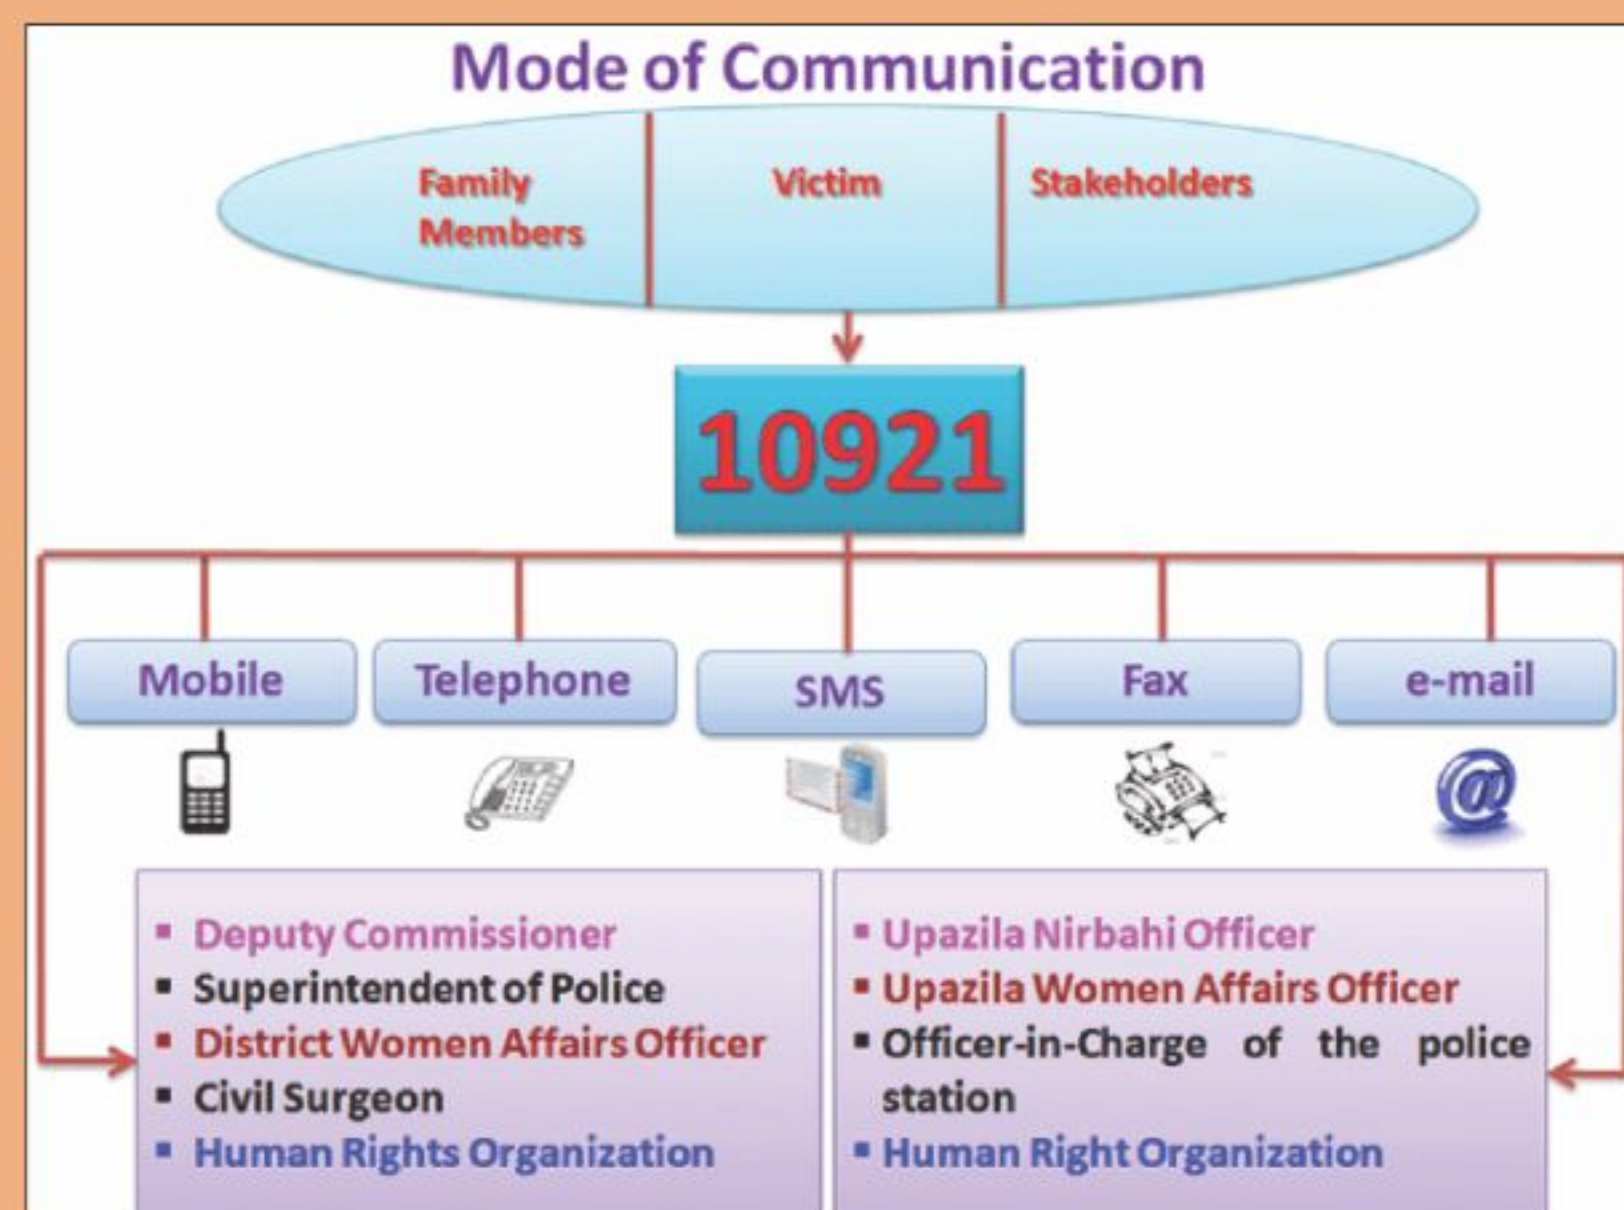 Mode of Communication
Family
Members
Victim
Stakeholders
10921
Mobile
Telephone
SMS
Fax
e-mail
@
▪ Deputy Commissioner
▪ Superintendent of Police
▪ District Women Affairs Officer
▪ Civil Surgeon
▪ Human Rights Organization
▪ Upazila Nirbahi Officer
▪ Upazila Women Affairs Officer
▪ Officer-in-Charge of the police
station
▪ Human Right Organization